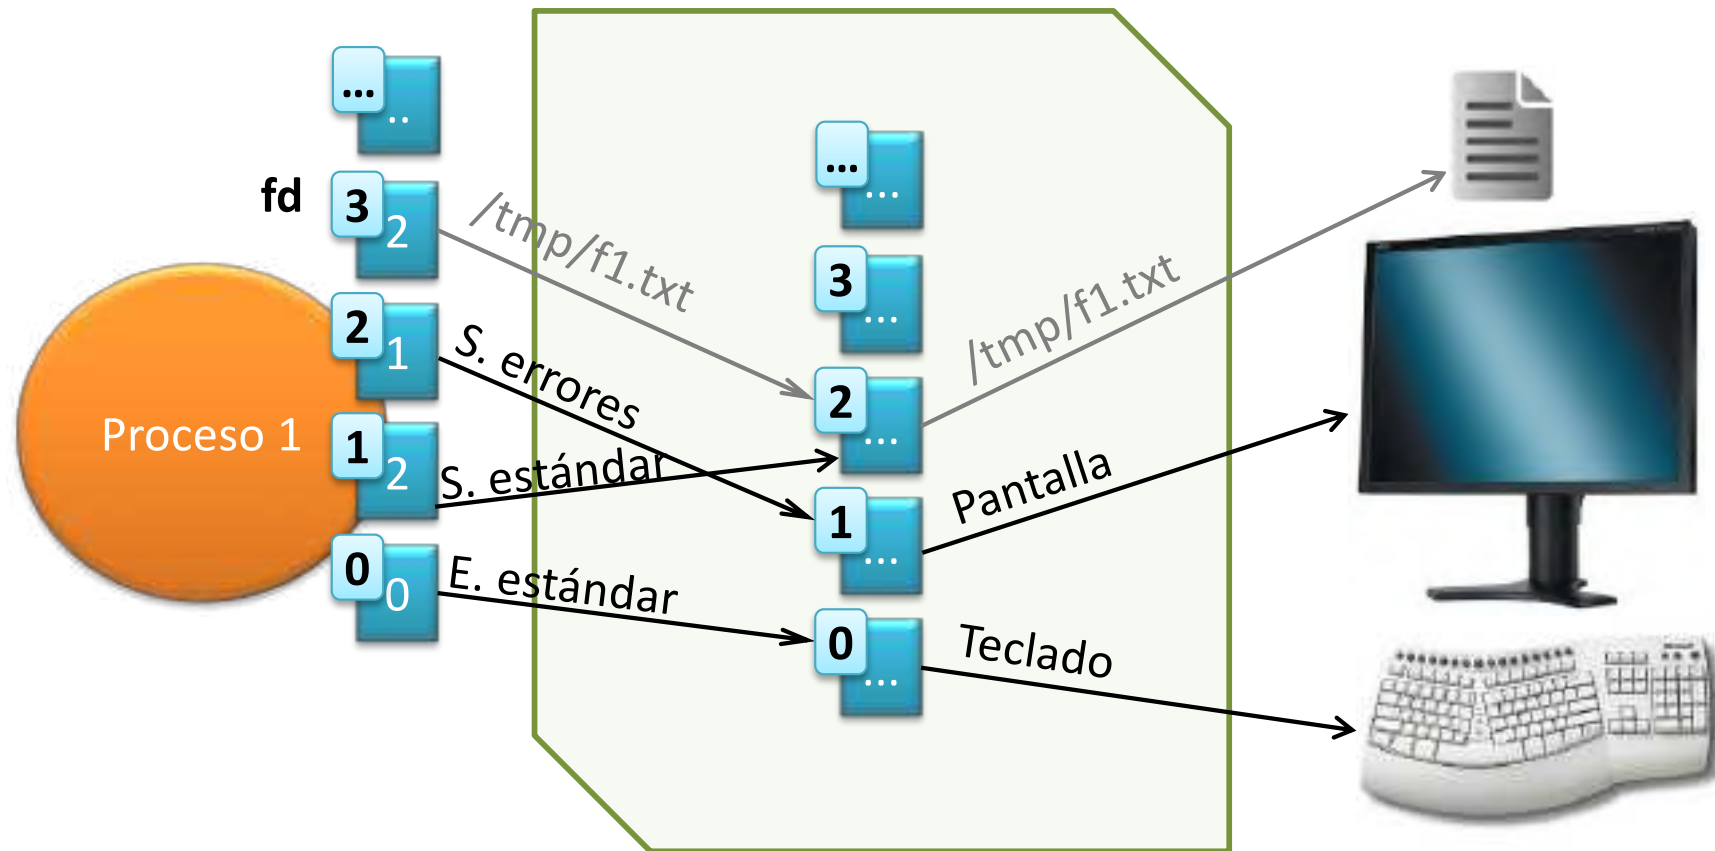 ...
..
fd
3
2
/tmp/f1.txt
2
1
S. errores
Proceso 1
1
2
S. estándar
0
0
E. estándar
...
...
3
...
2
...
/tmp/f1.txt
1
...
Pantalla
0
...
Teclado